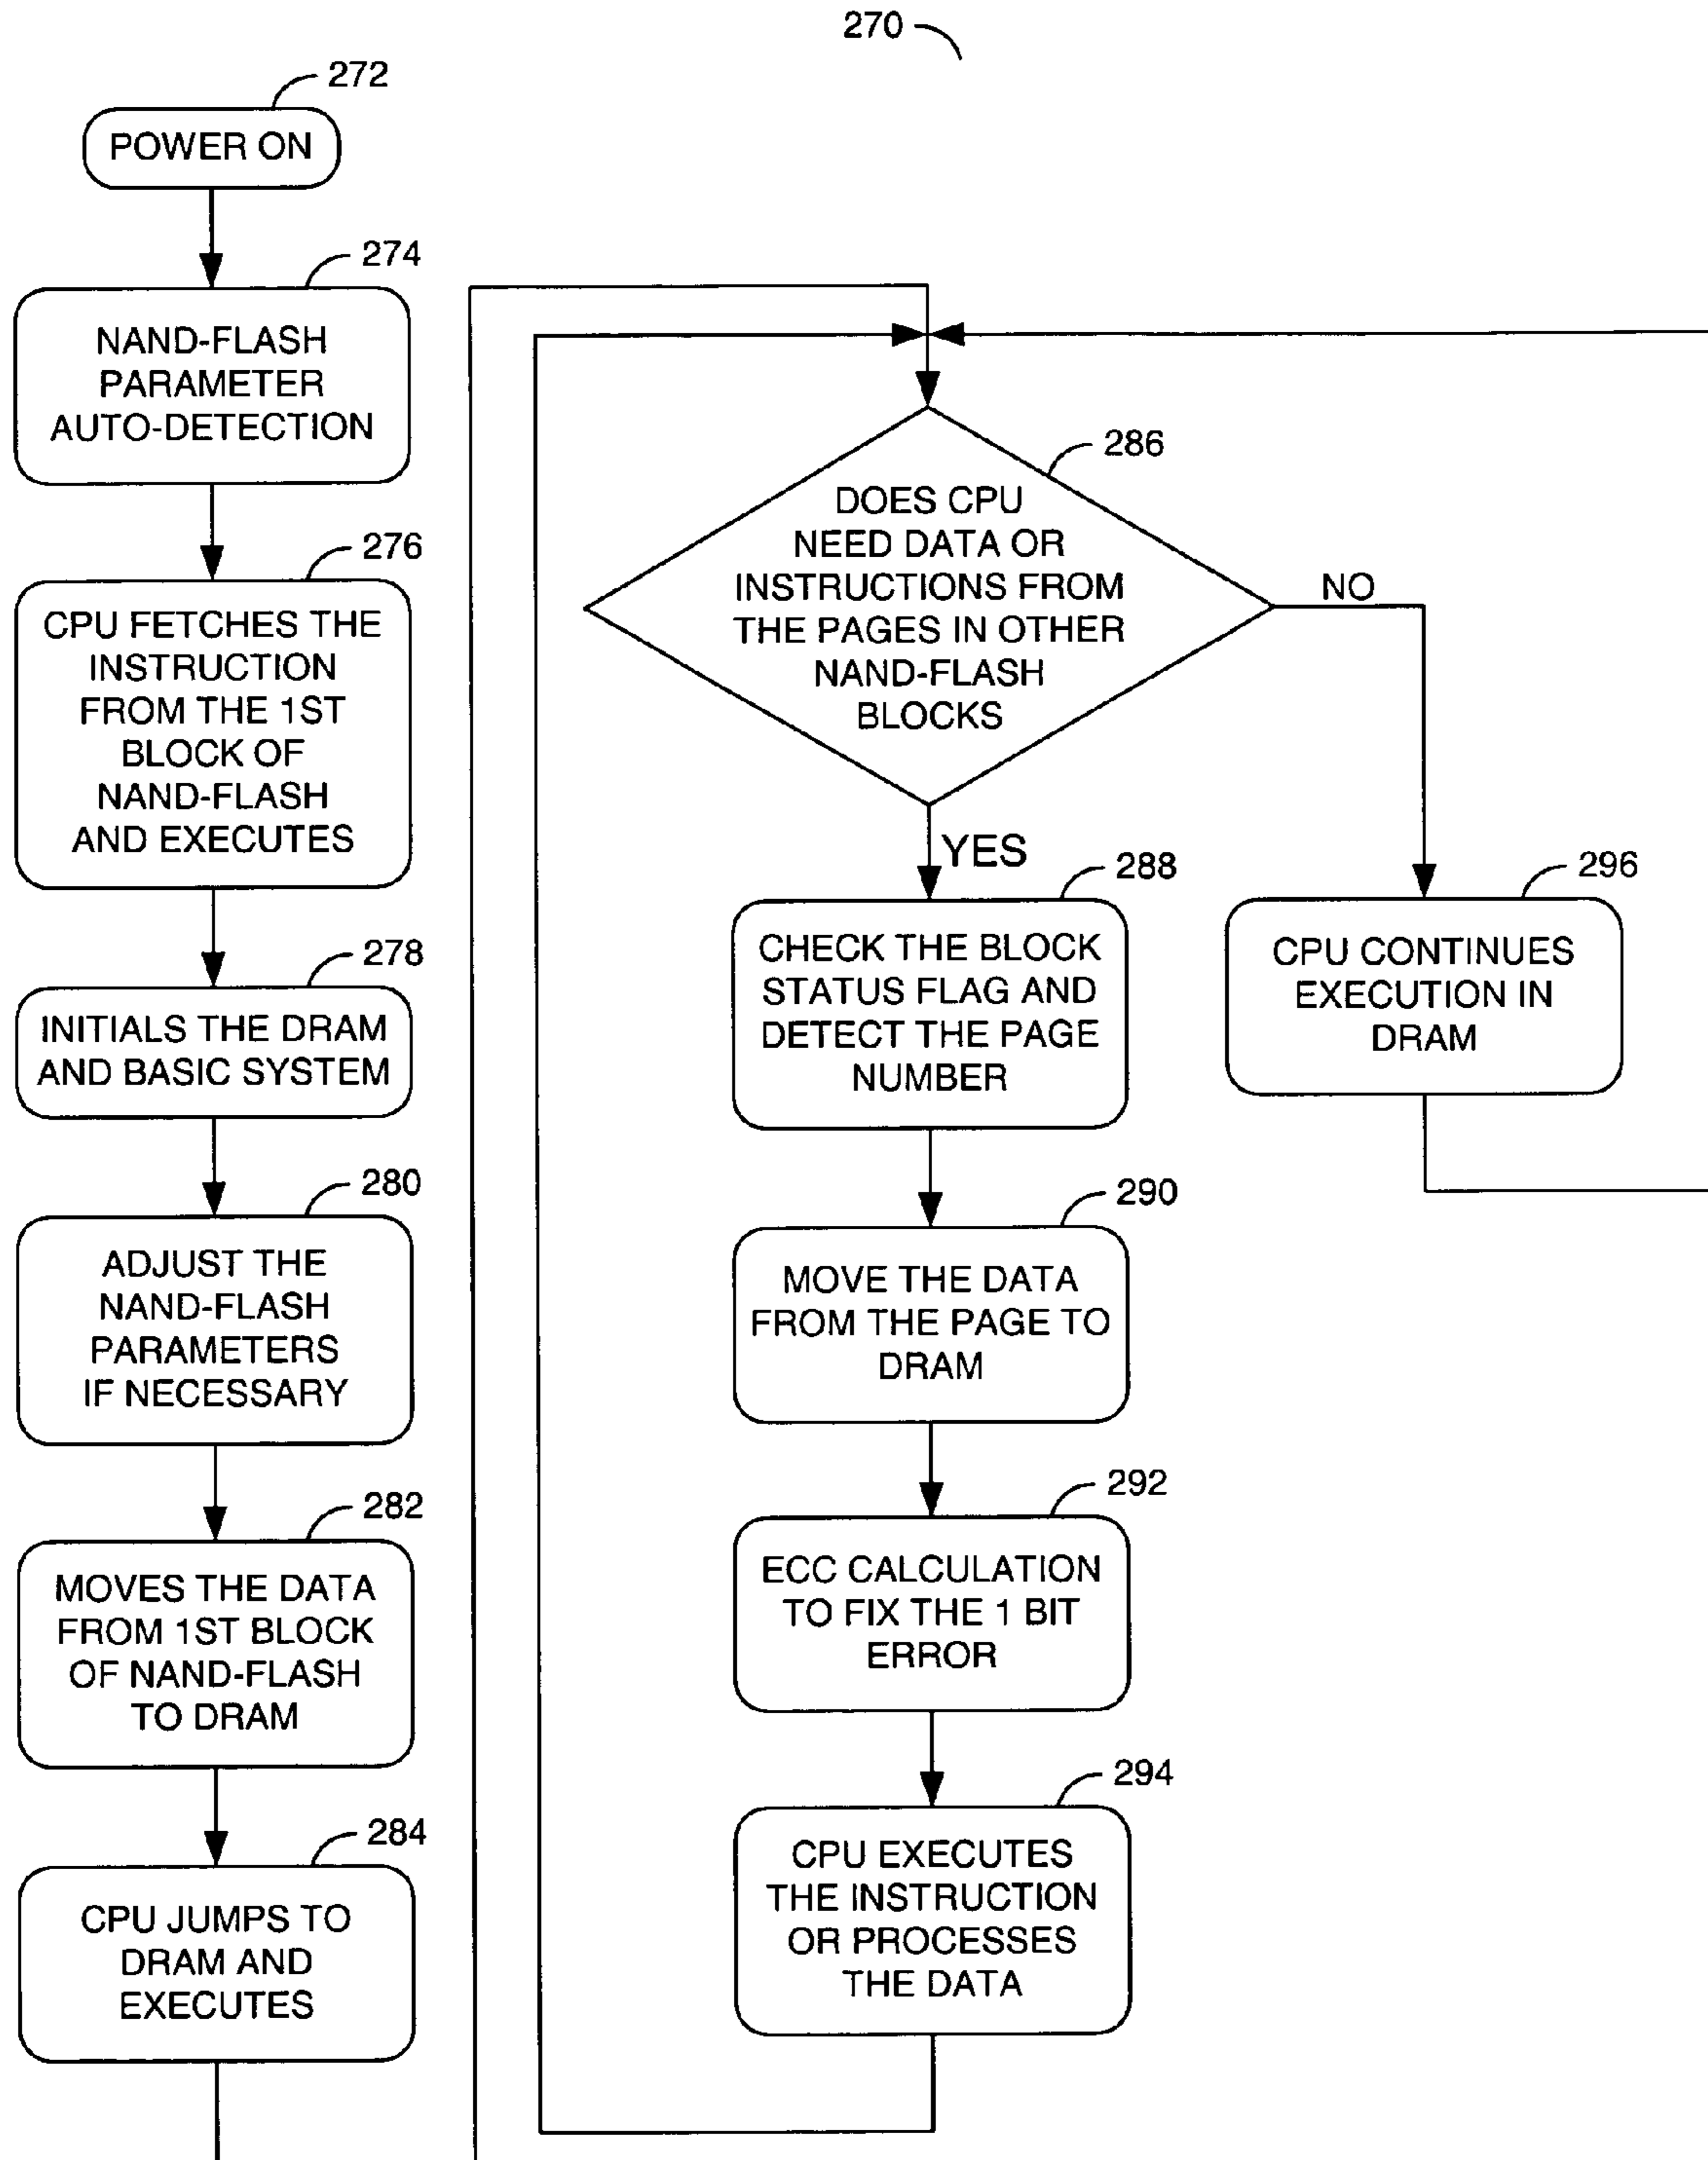 270
272
POWER ON
274
NAND-FLASH
PARAMETER
AUTO-DETECTION
276
CPU FETCHES THE
INSTRUCTION
FROM THE 1ST
BLOCK OF
NAND-FLASH
AND EXECUTES
278
INITIALS THE DRAM
AND BASIC SYSTEM
280
ADJUST THE
NAND-FLASH
PARAMETERS
IF NECESSARY
282
MOVES THE DATA
FROM 1ST BLOCK
OF NAND-FLASH
TO DRAM
284
CPU JUMPS TO
DRAM AND
EXECUTES
286
DOES CPU
NEED DATA OR
INSTRUCTIONS FROM
THE PAGES IN OTHER
NAND-FLASH
BLOCKS
NO
YES
288
CHECK THE BLOCK
STATUS FLAG AND
DETECT THE PAGE
NUMBER
290
MOVE THE DATA
FROM THE PAGE TO
DRAM
292
ECC CALCULATION
TO FIX THE 1 BIT
ERROR
294
CPU EXECUTES
THE INSTRUCTION
OR PROCESSES
THE DATA
296
CPU CONTINUES
EXECUTION IN
DRAM